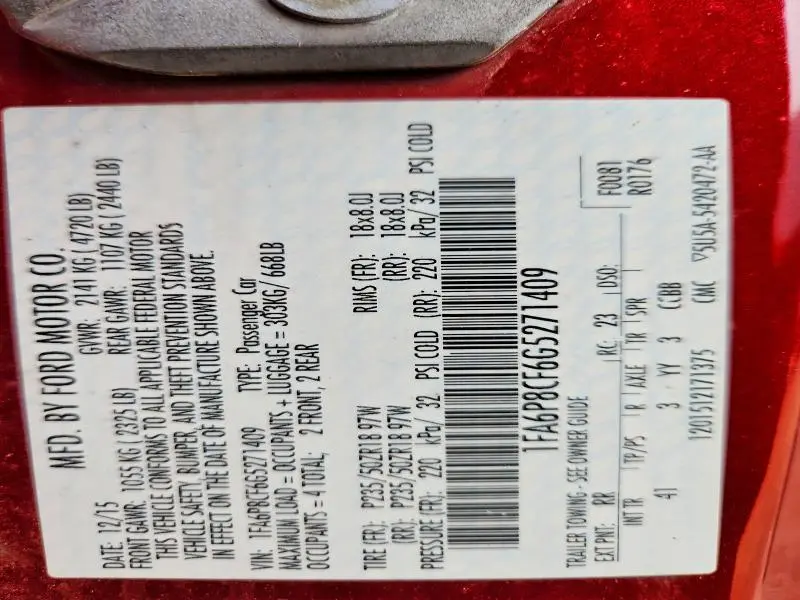 MFD. BY FORD MOTOR CO.
DATE: 12/15 GVWR: 2141 KG (4720 LB)
FRONT GAWR: 1055 KG (2325 LB) REAR GAWR: 1107 KG (2440 LB)
THIS VEHICLE CONFORMS TO ALL APPLICABLE FEDERAL MOTOR
VEHICLE SAFETY, BUMPER, AND THEFT PREVENTION STANDARDS
IN EFFECT ON THE DATE OF MANUFACTURE SHOWN ABOVE.
VIN: 1FA6P8CF6G5271409 TYPE: Passenger Car
MAXIMUM LOAD = OCCUPANTS + LUGGAGE = 303KG/ 668LB
OCCUPANTS = 4 TOTAL; 2 FRONT, 2 REAR
TIRE (FR): P235/50ZR18 97W RIMS (FR): 18x8.0J
(RR): P235/50ZR18 97W (RR): 18x8.0J
PRESSURE (FR): 220 kPa/ 32 PSI COLD (RR): 220 kPa/ 32 PSI COLD
1FA6P8CF6G5271409
TRAILER TOWING - SEE OWNER GUIDE F0081
EXT PNT: RR RC: 23 DSO: R0176
INT TR TP/PS R AXLE TR SPR
41 3 YY 3 CCBB
1201512171375 CMC 5U5A-5420472-AA